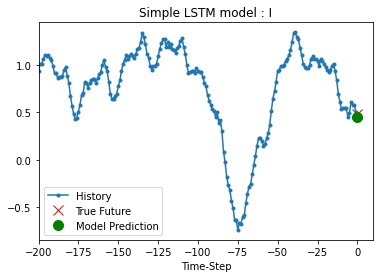 Simple LSTM model : I
1.0
0.5
0.0
−0.5
History
True Future
Model Prediction
−200 −175 −150 −125 −100 −75 −50 −25 0
Time-Step